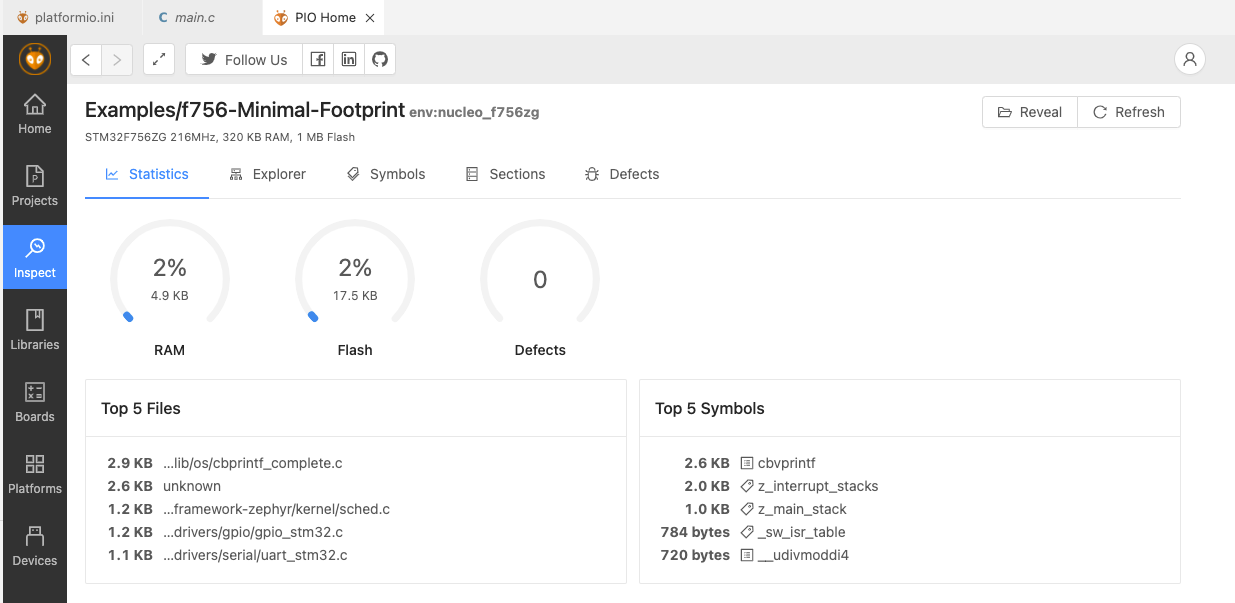 platformio.ini
C main.c
PIO Home
Follow Us
Home
Projects
Inspect
Libraries
Boards
Platforms
Devices
Examples/f756-Minimal-Footprint env:nucleo_f756zg
STM32F756ZG 216MHz, 320 KB RAM, 1 MB Flash
Reveal
Refresh
Statistics
Explorer
Symbols
Sections
Defects
2%
4.9 KB
RAM
2%
17.5 KB
Flash
0
Defects
Top 5 Files
2.9 KB ...lib/os/cbprintf_complete.c
2.6 KB unknown
1.2 KB ...framework-zephyr/kernel/sched.c
1.2 KB ...drivers/gpio/gpio_stm32.c
1.1 KB ...drivers/serial/uart_stm32.c
Top 5 Symbols
2.6 KB cbvprintf
2.0 KB z_interrupt_stacks
1.0 KB z_main_stack
784 bytes _sw_isr_table
720 bytes __udivmoddi4